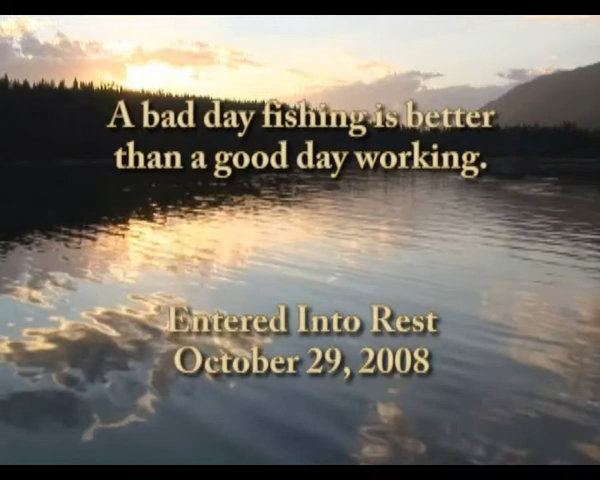 A bad day fishing is better
than a good day working.
Entered Into Rest
October 29, 2008